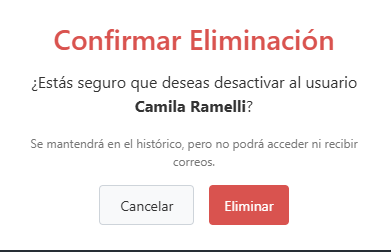 Confirmar Eliminación
¿Estás seguro que deseas desactivar al usuario
Camila Ramelli?
Se mantendrá en el histórico, pero no podrá acceder ni recibir
correos.
Cancelar
Eliminar